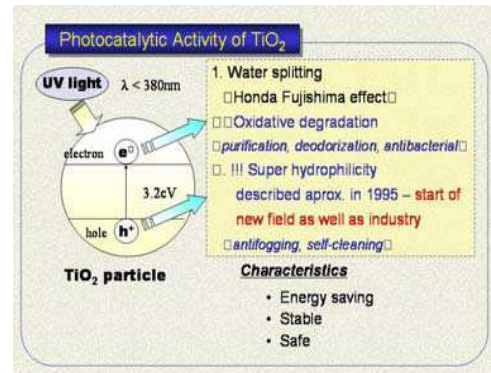 Photocatalytic Activity of TiO₂
UV light
λ < 380nm
electron
e□
3.2eV
hole
h⁺
TiO₂ particle
1. Water splitting
□Honda Fujishima effect□
□□Oxidative degradation
□purification, deodorization, antibacterial□
□. !!! Super hydrophilicity
described aprox. in 1995 – start of
new field as well as industry
□antifogging, self-cleaning□
Characteristics
• Energy saving
• Stable
• Safe